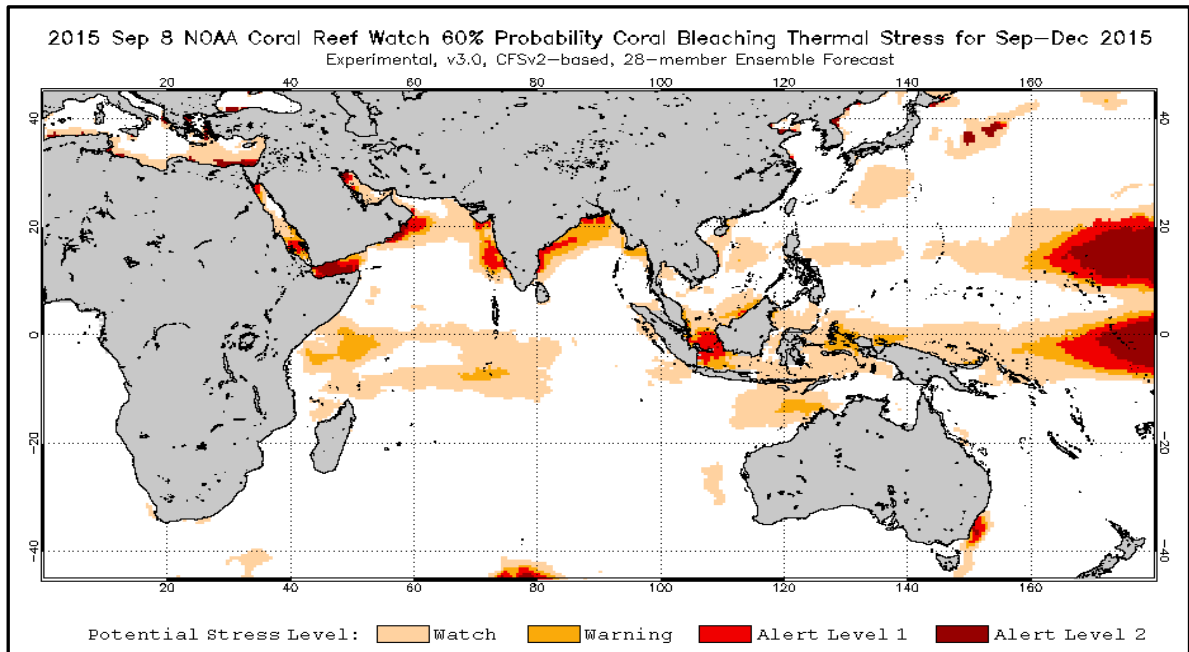 2015 Sep 8 NOAA Coral Reef Watch 60% Probability Coral Bleaching Thermal Stress for Sep-Dec 2015
Experimental, v3.0, CFSv2-based, 28-member Ensemble Forecast
20 40 60 80 100 120 140 160
40 40
20 20
0 0
-20 -20
-40 -40
20 40 60 80 100 120 140 160
Potential Stress Level: Watch Warning Alert Level 1 Alert Level 2